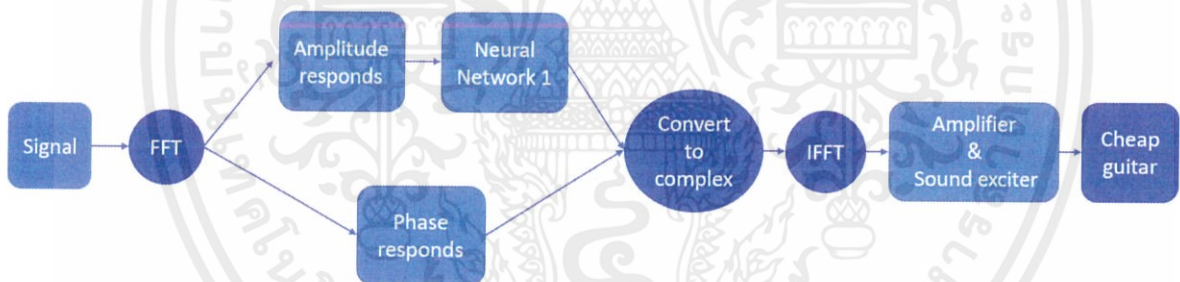 Signal
FFT
Amplitude
responds
Neural
Network 1
Phase
responds
Convert
to
complex
IFFT
Amplifier
&
Sound exciter
Cheap
guitar